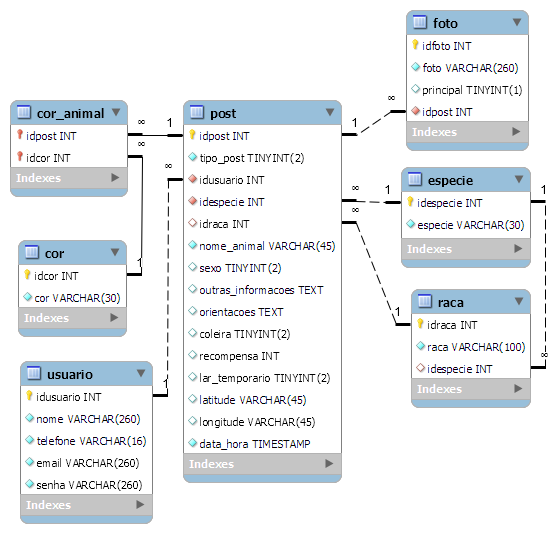 foto
idfoto INT
foto VARCHAR(260)
principal TINYINT(1)
idpost INT
cor_animal
idpost INT
idcor INT
Indexes
post
idpost INT
tipo_post TINYINT(2)
idusuario INT
idespecie INT
idraca INT
nome_animal VARCHAR(45)
sexo TINYINT(2)
outras_informacoes TEXT
orientacoes TEXT
coleira TINYINT(2)
recompensa INT
lar_temporario TINYINT(2)
latitude VARCHAR(45)
longitude VARCHAR(45)
data_hora TIMESTAMP
Indexes
especie
idespecie INT
especie VARCHAR(30)
Indexes
cor
idcor INT
cor VARCHAR(30)
Indexes
raca
idraca INT
raca VARCHAR(100)
idespecie INT
Indexes
usuario
idusuario INT
nome VARCHAR(260)
telefone VARCHAR(16)
email VARCHAR(260)
senha VARCHAR(260)
Indexes
∞ 1
∞
1
∞
1
1 ∞
∞ 1
∞
1
1
∞